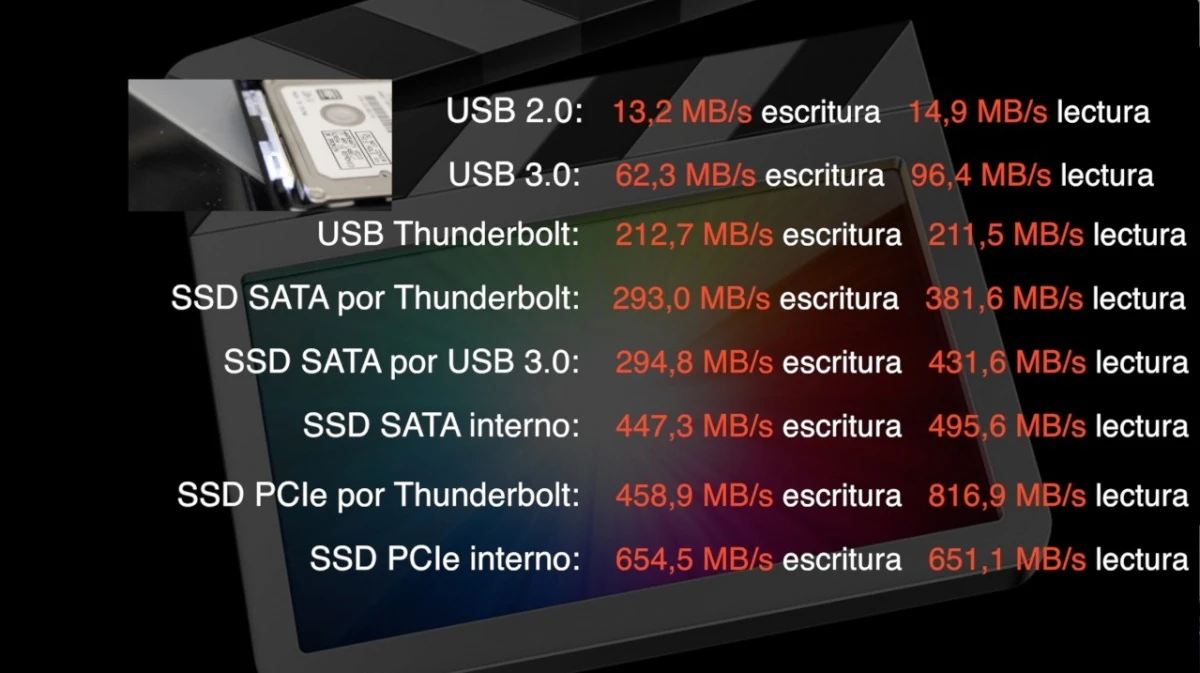 USB 2.0: 13,2 MB/s escritura 14,9 MB/s lectura
USB 3.0: 62,3 MB/s escritura 96,4 MB/s lectura
USB Thunderbolt: 212,7 MB/s escritura 211,5 MB/s lectura
SSD SATA por Thunderbolt: 293,0 MB/s escritura 381,6 MB/s lectura
SSD SATA por USB 3.0: 294,8 MB/s escritura 431,6 MB/s lectura
SSD SATA interno: 447,3 MB/s escritura 495,6 MB/s lectura
SSD PCIe por Thunderbolt: 458,9 MB/s escritura 816,9 MB/s lectura
SSD PCIe interno: 654,5 MB/s escritura 651,1 MB/s lectura